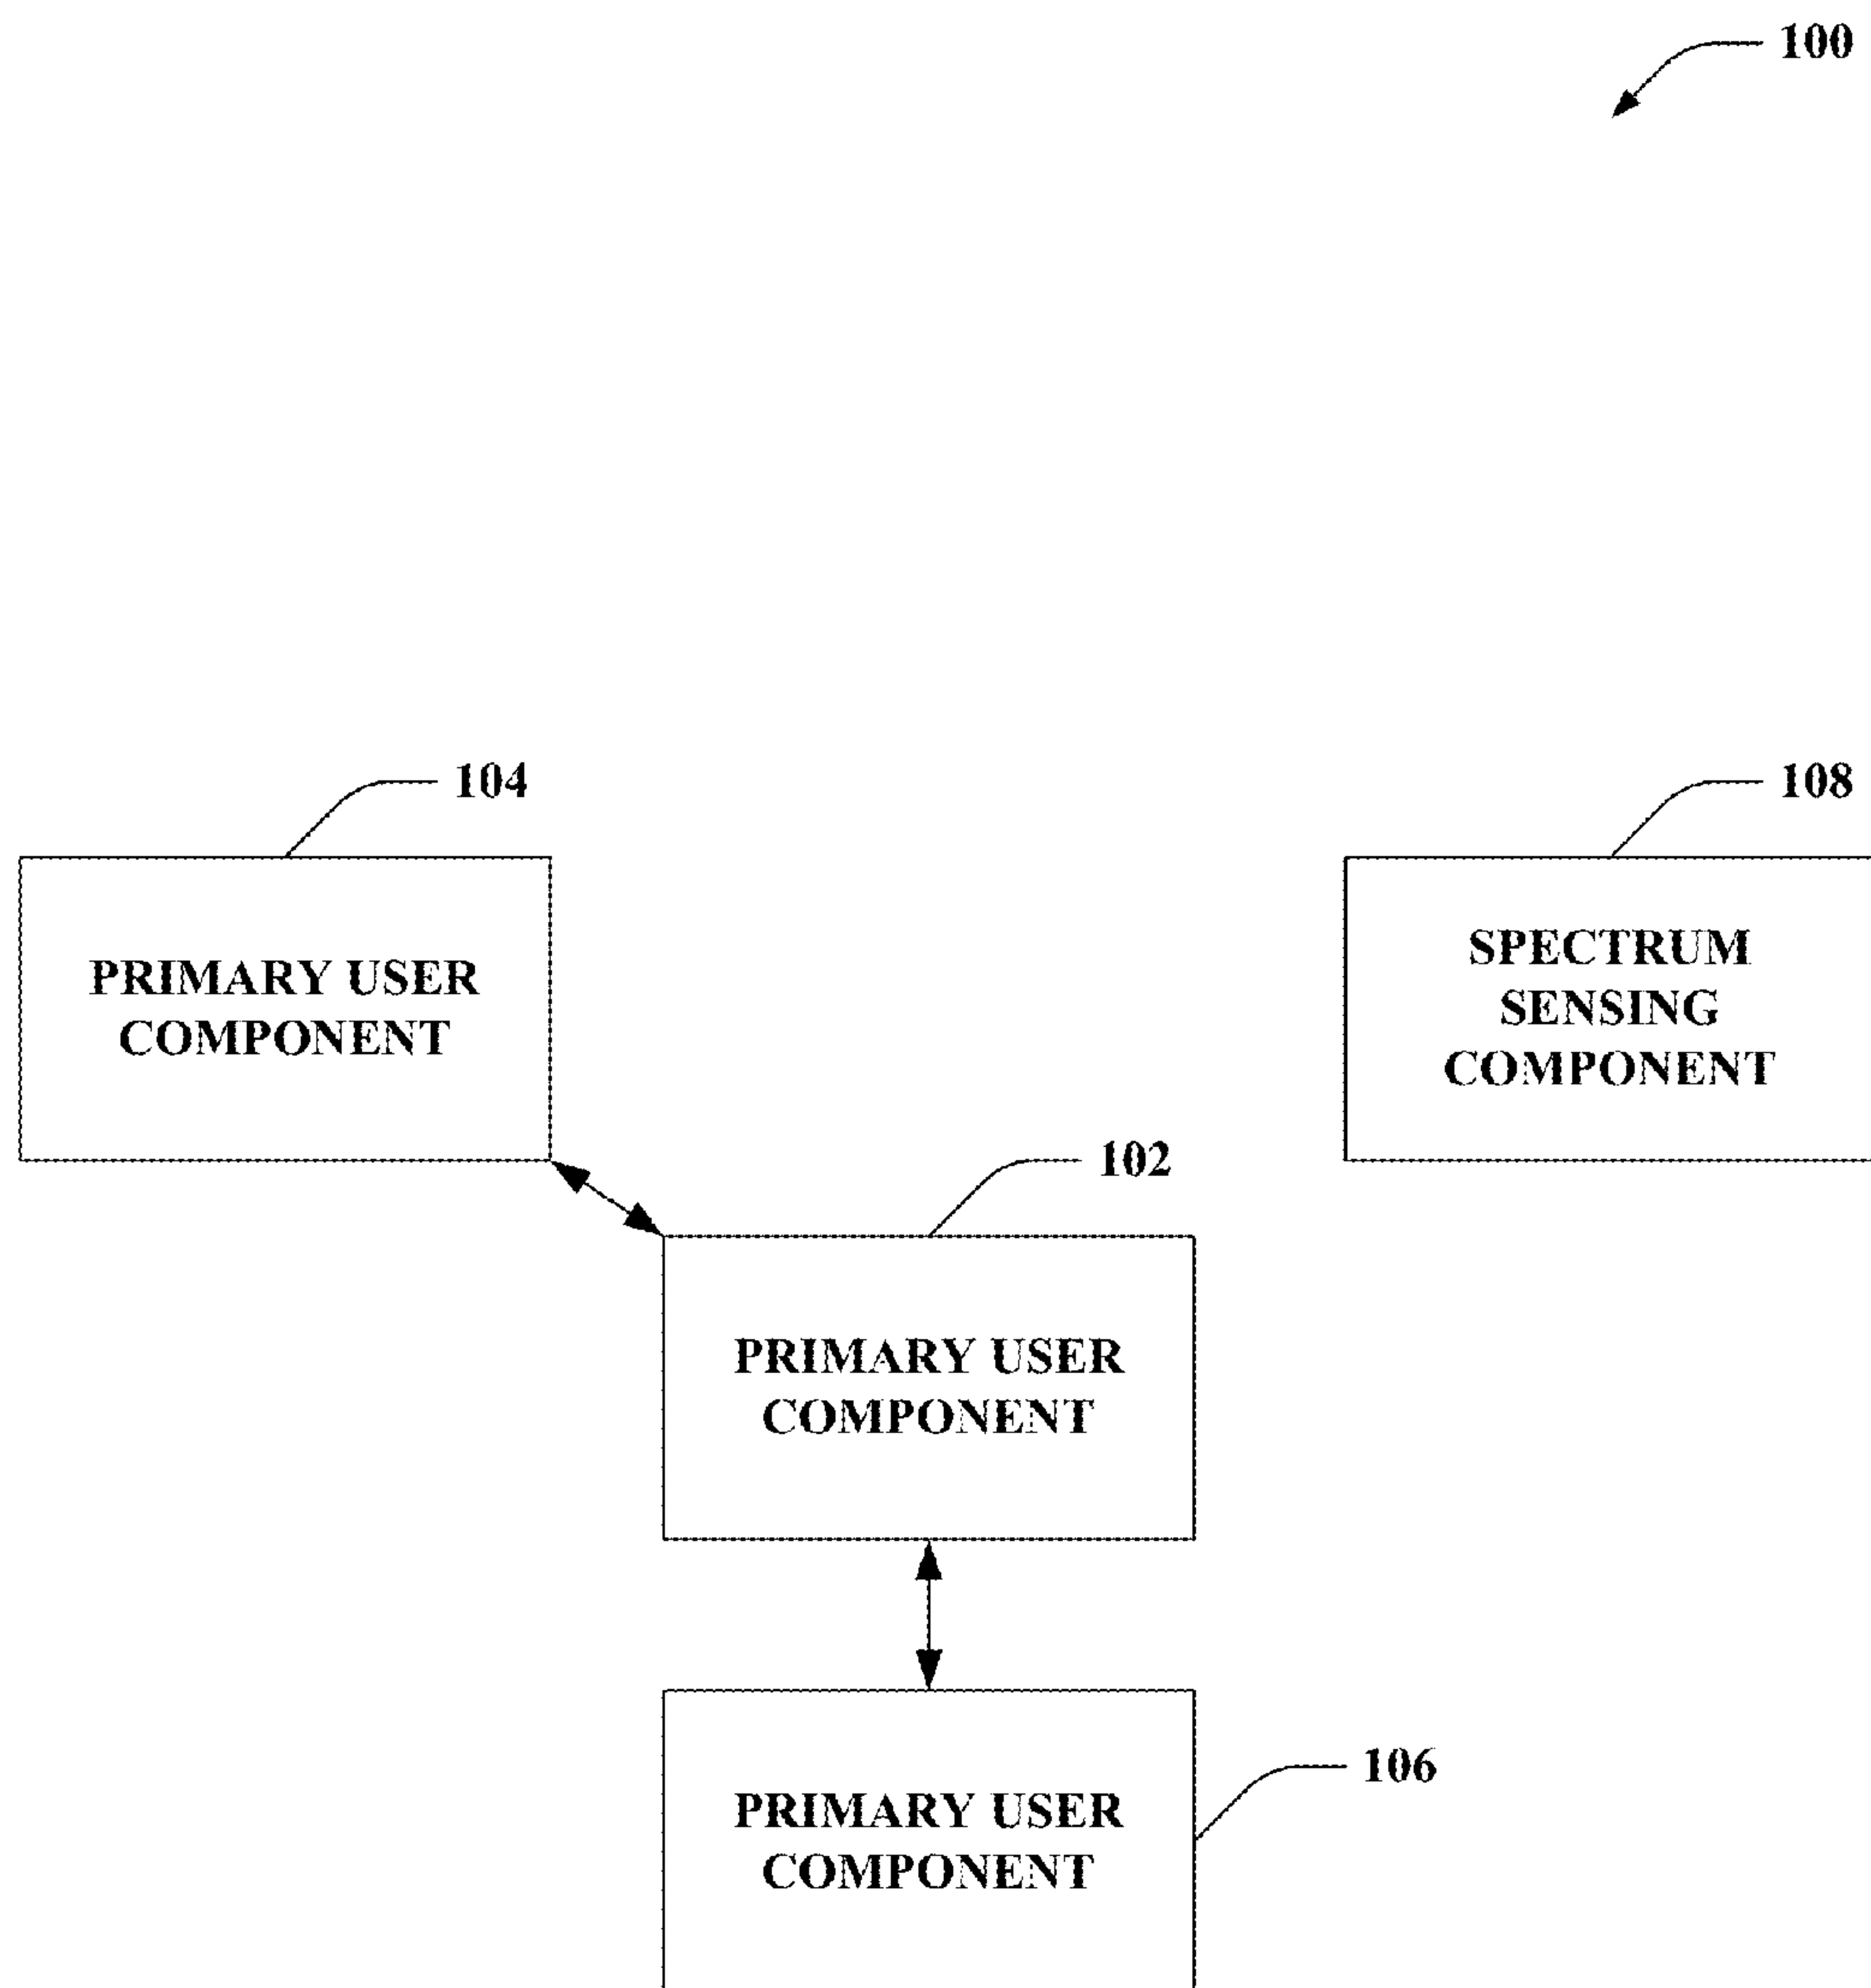 100
104
108
PRIMARY USER
COMPONENT
SPECTRUM
SENSING
COMPONENT
102
PRIMARY USER
COMPONENT
106
PRIMARY USER
COMPONENT